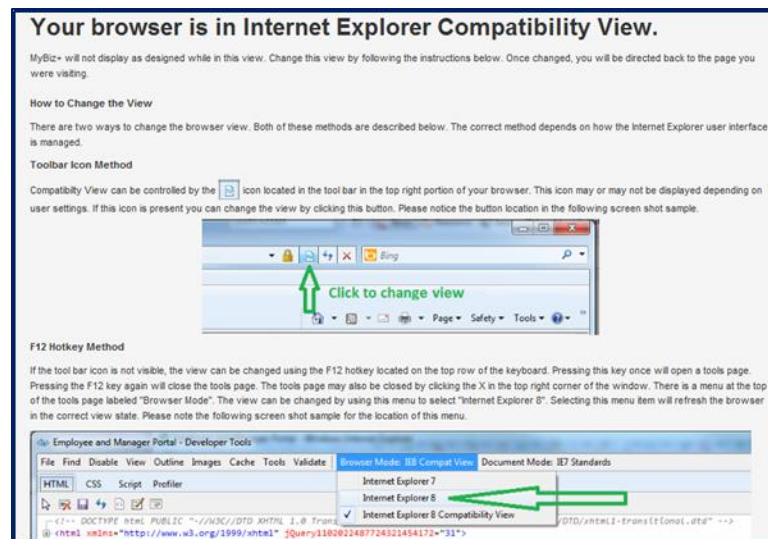 Your browser is in Internet Explorer Compatibility View.
MyBiz+ will not display as designed while in this view. Change this view by following the instructions below. Once changed, you will be directed back to the page you
were visiting.
How to Change the View
There are two ways to change the browser view. Both of these methods are described below. The correct method depends on how the Internet Explorer user interface
is managed.
Toolbar Icon Method
Compatibilty View can be controlled by the icon located in the tool bar in the top right portion of your browser. This icon may or may not be displayed depending on
user settings. If this icon is present you can change the view by clicking this button. Please notice the button location in the following screen shot sample.
Bing
Click to change view
Page Safety Tools
F12 Hotkey Method
If the tool bar icon is not visible, the view can be changed using the F12 hotkey located on the top row of the keyboard. Pressing this key once will open a tools page.
Pressing the F12 key again will close the tools page. The tools page may also be closed by clicking the X in the top right corner of the window. There is a menu at the top
of the tools page labeled "Browser Mode". The view can be changed by using this menu to select "Internet Explorer 8". Selecting this menu item will refresh the browser
in the correct view state. Please note the following screen shot sample for the location of this menu.
Employee and Manager Portal - Developer Tools
File Find Disable View Outline Images Cache Tools Validate Browser Mode: IE8 Compat View Document Mode: IE7 Standards
HTML CSS Script Profiler
Internet Explorer 7
Internet Explorer 8
Internet Explorer 8 Compatibility View
<!-- DOCTYPE html PUBLIC "-//W3C//DTD XHTML 1.0 Trans /DTD/xhtml1-transitional.dtd" -->
<html xmlns="http://www.w3.org/1999/xhtml" jQuery1102022487724321454172="31">